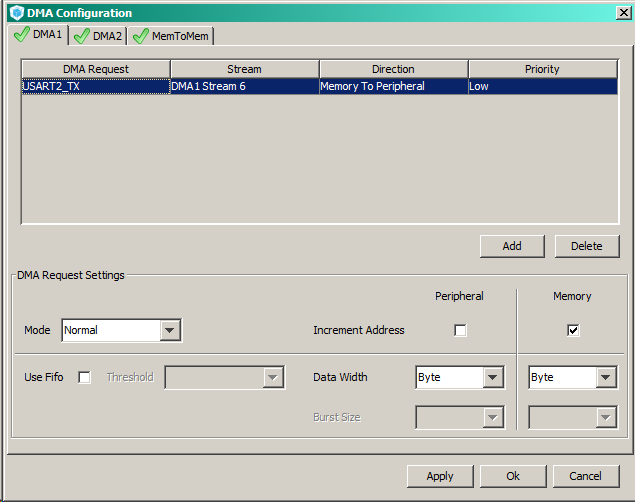 DMA Configuration
DMA1 DMA2 MemToMem
DMA Request Stream Direction Priority
USART2_TX DMA1 Stream 6 Memory To Peripheral Low
Add Delete
DMA Request Settings
Peripheral Memory
Mode Normal Increment Address
Use Fifo Threshold Data Width Byte Byte
Burst Size
Apply Ok Cancel